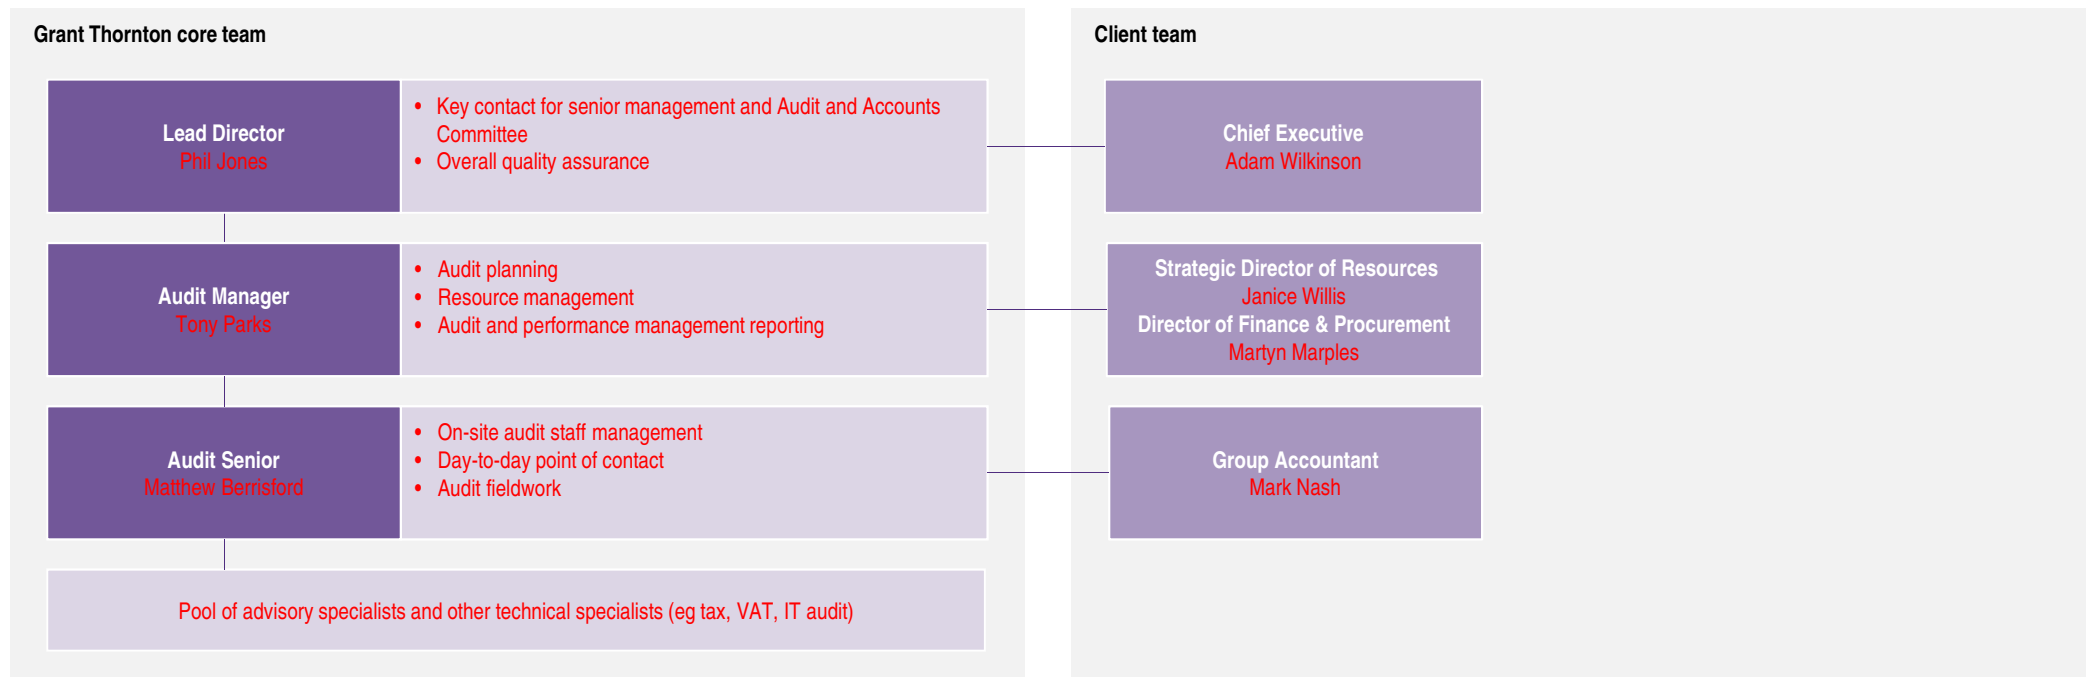 Grant Thornton core team
Lead Director
Phil Jones
• Key contact for senior management and Audit and Accounts
Committee
• Overall quality assurance
Audit Manager
Tony Parks
• Audit planning
• Resource management
• Audit and performance management reporting
Audit Senior
Matthew Berrisford
• On-site audit staff management
• Day-to-day point of contact
• Audit fieldwork
Pool of advisory specialists and other technical specialists (eg tax, VAT, IT audit)
Client team
Chief Executive
Adam Wilkinson
Strategic Director of Resources
Janice Willis
Director of Finance & Procurement
Martyn Marples
Group Accountant
Mark Nash